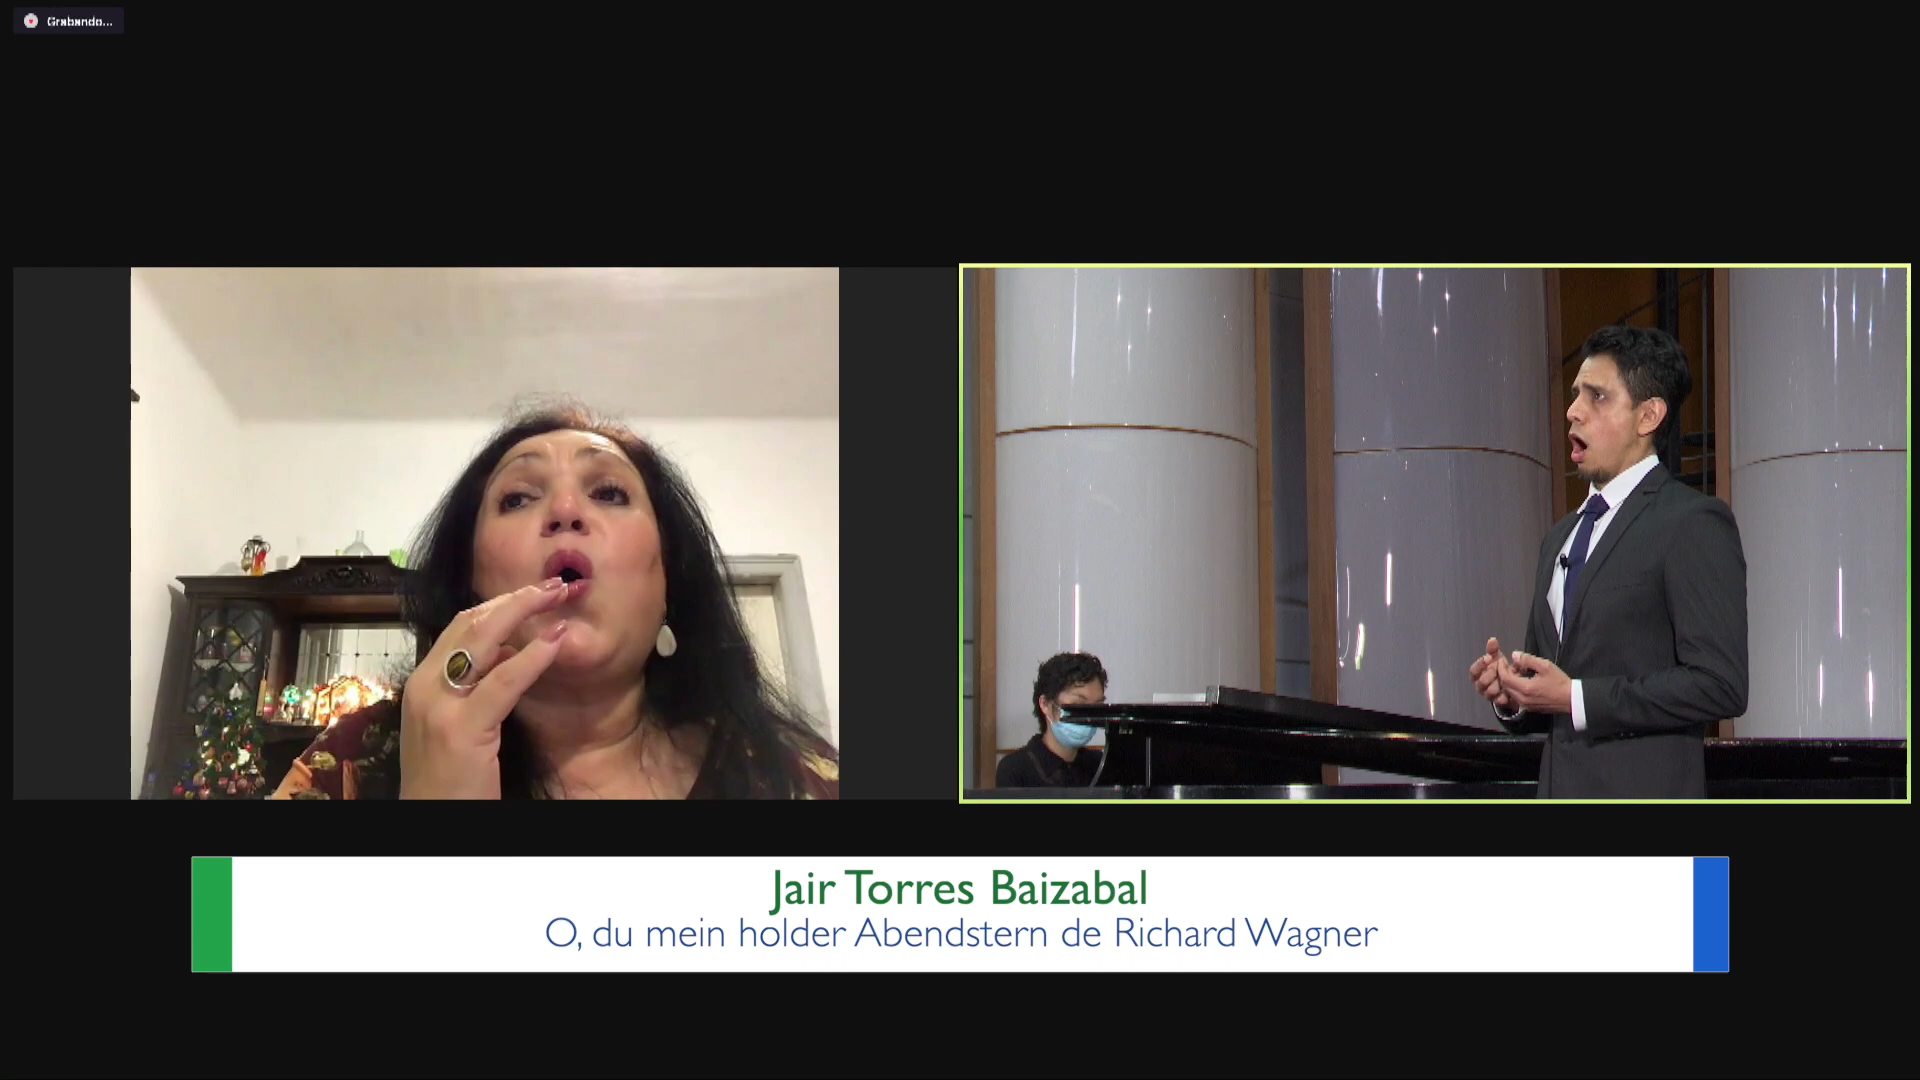 Grabando...
Jair Torres Baizabal
O, du mein holder Abendstern de Richard Wagner